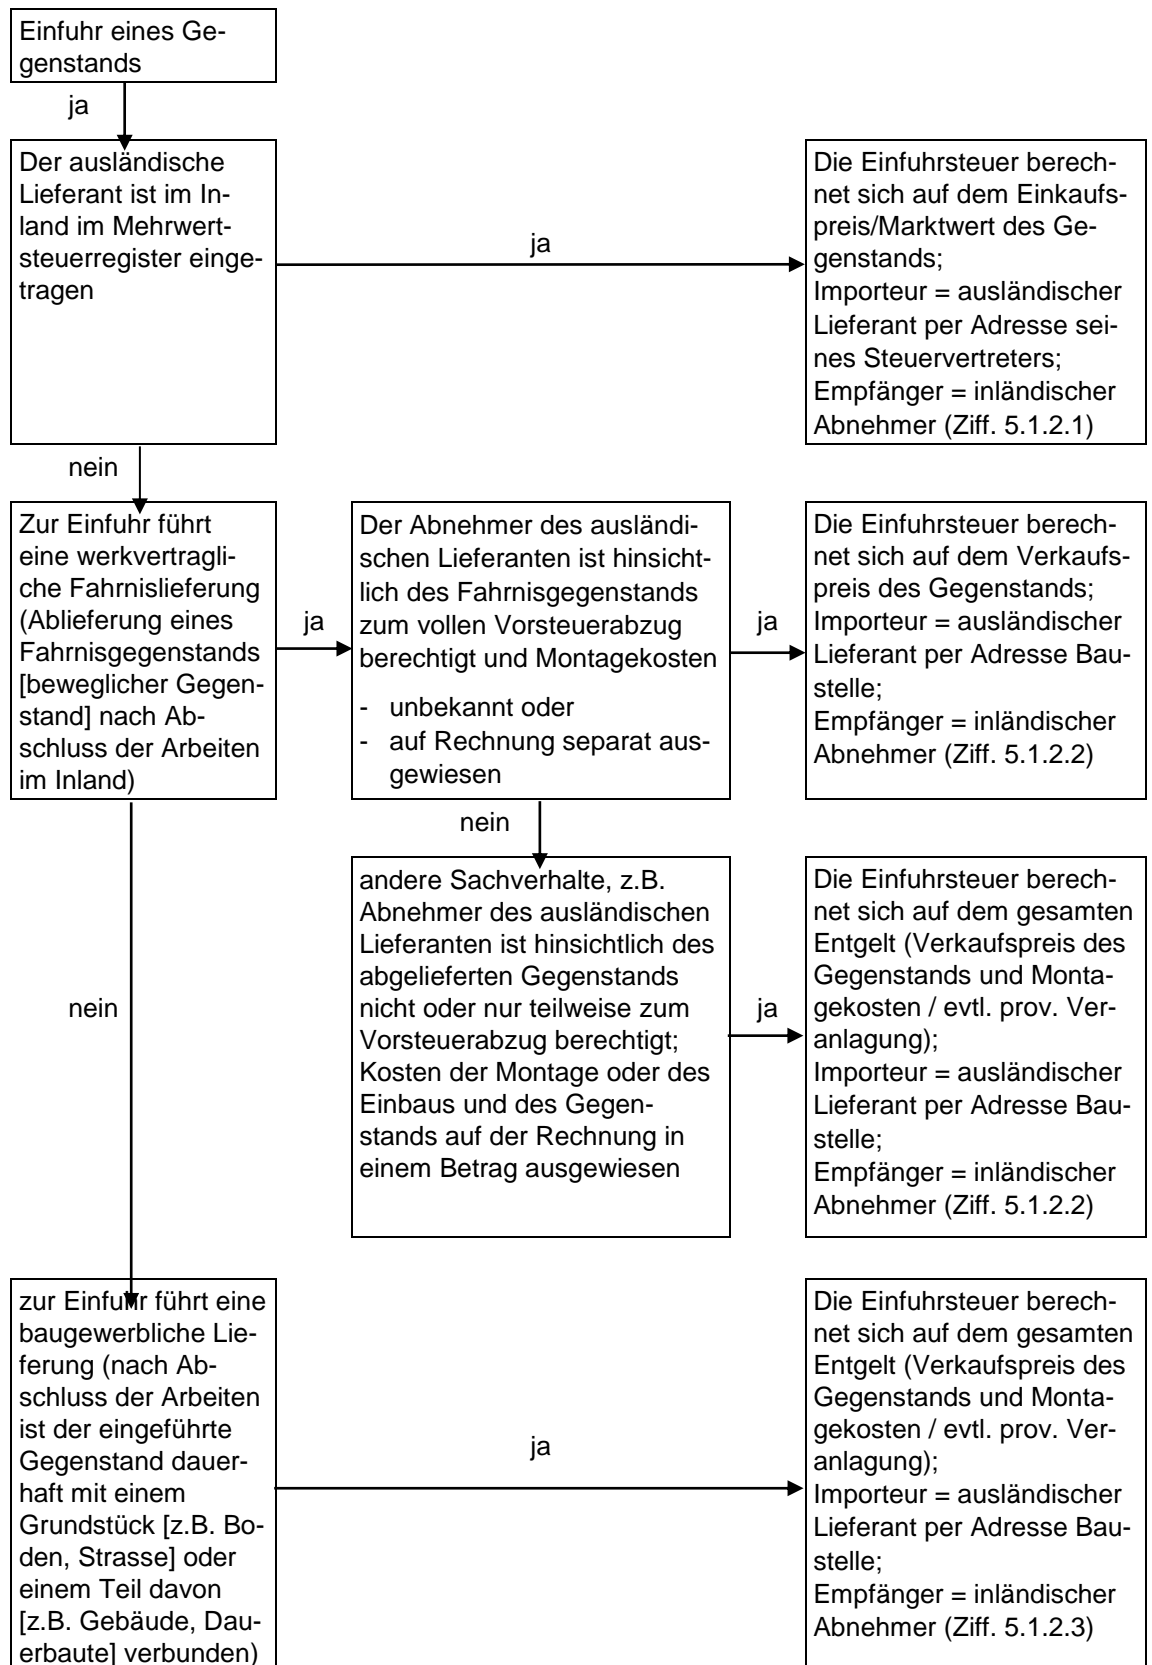 Einfuhr eines Ge-
genstands
ja
Der ausländische
Lieferant ist im In-
land im Mehrwert-
steuerregister einge-
tragen
ja
Die Einfuhrsteuer berech-
net sich auf dem Einkaufs-
preis/Marktwert des Ge-
genstands;
Importeur = ausländischer
Lieferant per Adresse sei-
nes Steuervertreters;
Empfänger = inländischer
Abnehmer (Ziff. 5.1.2.1)
nein
Zur Einfuhr führt
eine werkvertragli-
che Fahrnislieferung
(Ablieferung eines
Fahrnisgegenstands
[beweglicher Gegen-
stand] nach Ab-
schluss der Arbeiten
im Inland)
ja
Der Abnehmer des ausländi-
schen Lieferanten ist hinsicht-
lich des Fahrnisgegenstands
zum vollen Vorsteuerabzug
berechtigt und Montagekosten
- unbekannt oder
- auf Rechnung separat aus-
gewiesen
ja
Die Einfuhrsteuer berech-
net sich auf dem Verkaufs-
preis des Gegenstands;
Importeur = ausländischer
Lieferant per Adresse Bau-
stelle;
Empfänger = inländischer
Abnehmer (Ziff. 5.1.2.2)
nein
andere Sachverhalte, z.B.
Abnehmer des ausländischen
Lieferanten ist hinsichtlich des
abgelieferten Gegenstands
nicht oder nur teilweise zum
Vorsteuerabzug berechtigt;
Kosten der Montage oder des
Einbaus und des Gegen-
stands auf der Rechnung in
einem Betrag ausgewiesen
ja
Die Einfuhrsteuer berech-
net sich auf dem gesamten
Entgelt (Verkaufspreis des
Gegenstands und Monta-
gekosten / evtl. prov. Ver-
anlagung);
Importeur = ausländischer
Lieferant per Adresse Bau-
stelle;
Empfänger = inländischer
Abnehmer (Ziff. 5.1.2.2)
nein
zur Einfuhr führt eine
baugewerbliche Lie-
ferung (nach Ab-
schluss der Arbeiten
ist der eingeführte
Gegenstand dauer-
haft mit einem
Grundstück [z.B. Bo-
den, Strasse] oder
einem Teil davon
[z.B. Gebäude, Dau-
erbaute] verbunden)
ja
Die Einfuhrsteuer berech-
net sich auf dem gesamten
Entgelt (Verkaufspreis des
Gegenstands und Monta-
gekosten / evtl. prov. Ver-
anlagung);
Importeur = ausländischer
Lieferant per Adresse Bau-
stelle;
Empfänger = inländischer
Abnehmer (Ziff. 5.1.2.3)